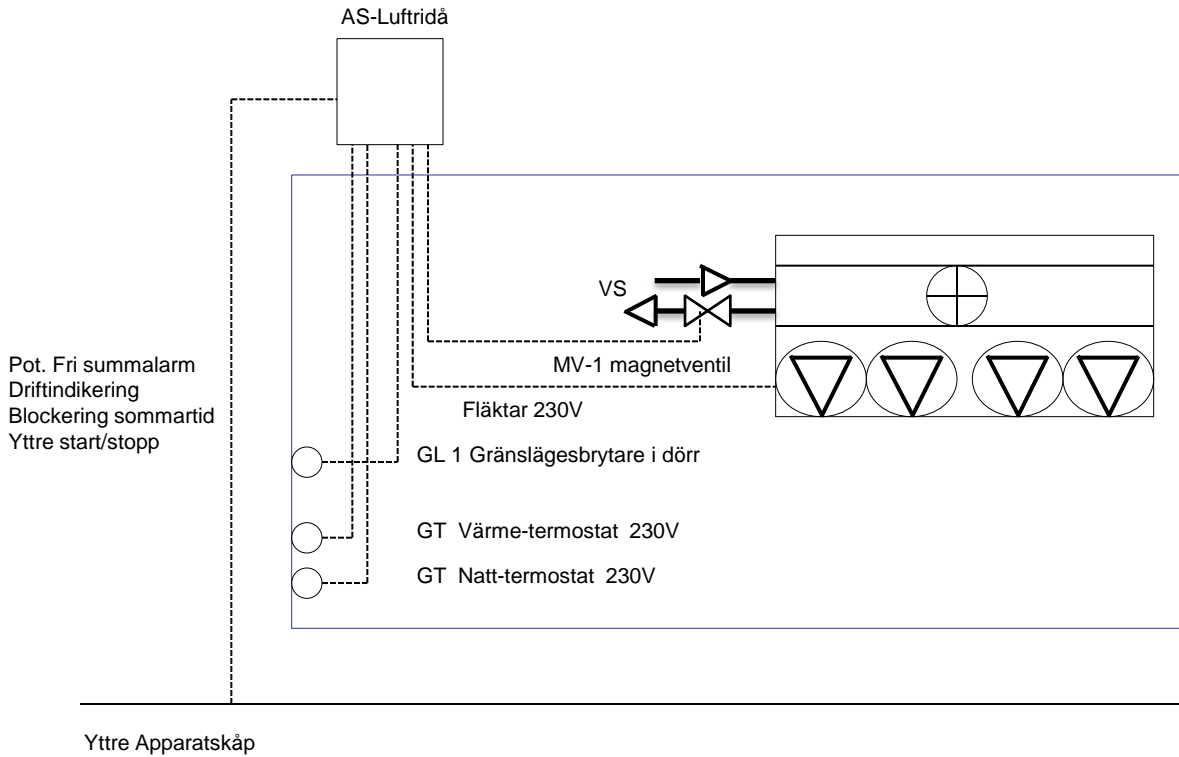 AS-Luftridå
VS
Pot. Fri summalarm
Driftindikering
Blockering sommartid
Yttre start/stopp
MV-1 magnetventil
Fläktar 230V
GL 1 Gränslägesbrytare i dörr
GT Värme-termostat 230V
GT Natt-termostat 230V
Yttre Apparatskåp